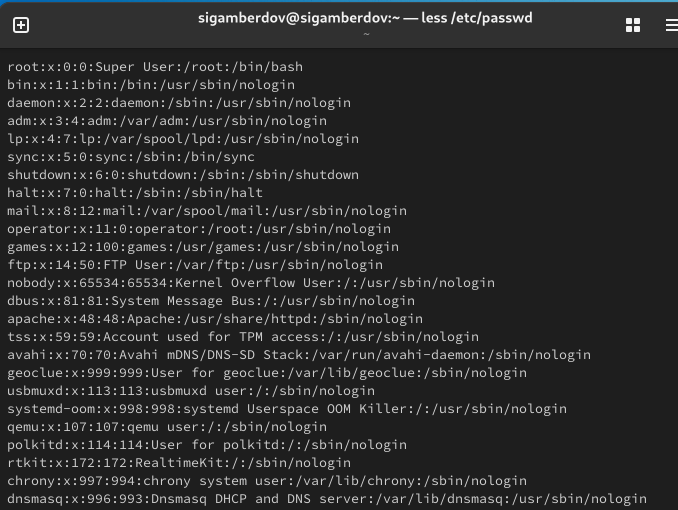 sigamberdov@sigamberdov:~ — less /etc/passwd
~
root:x:0:0:Super User:/root:/bin/bash
bin:x:1:1:bin:/bin:/usr/sbin/nologin
daemon:x:2:2:daemon:/sbin:/usr/sbin/nologin
adm:x:3:4:adm:/var/adm:/usr/sbin/nologin
lp:x:4:7:lp:/var/spool/lpd:/usr/sbin/nologin
sync:x:5:0:sync:/sbin:/bin/sync
shutdown:x:6:0:shutdown:/sbin:/sbin/shutdown
halt:x:7:0:halt:/sbin:/sbin/halt
mail:x:8:12:mail:/var/spool/mail:/usr/sbin/nologin
operator:x:11:0:operator:/root:/usr/sbin/nologin
games:x:12:100:games:/usr/games:/usr/sbin/nologin
ftp:x:14:50:FTP User:/var/ftp:/usr/sbin/nologin
nobody:x:65534:65534:Kernel Overflow User:/:/usr/sbin/nologin
dbus:x:81:81:System Message Bus:/:/usr/sbin/nologin
apache:x:48:48:Apache:/usr/share/httpd:/sbin/nologin
tss:x:59:59:Account used for TPM access:/:/usr/sbin/nologin
avahi:x:70:70:Avahi mDNS/DNS-SD Stack:/var/run/avahi-daemon:/sbin/nologin
geoclue:x:999:999:User for geoclue:/var/lib/geoclue:/sbin/nologin
usbmuxd:x:113:113:usbmuxd user:/:/sbin/nologin
systemd-oom:x:998:998:systemd Userspace OOM Killer:/:/usr/sbin/nologin
qemu:x:107:107:qemu user:/:/sbin/nologin
polkitd:x:114:114:User for polkitd:/:/sbin/nologin
rtkit:x:172:172:RealtimeKit:/:/sbin/nologin
chrony:x:997:994:chrony system user:/var/lib/chrony:/sbin/nologin
dnsmasq:x:996:993:Dnsmasq DHCP and DNS server:/var/lib/dnsmasq:/usr/sbin/nologin